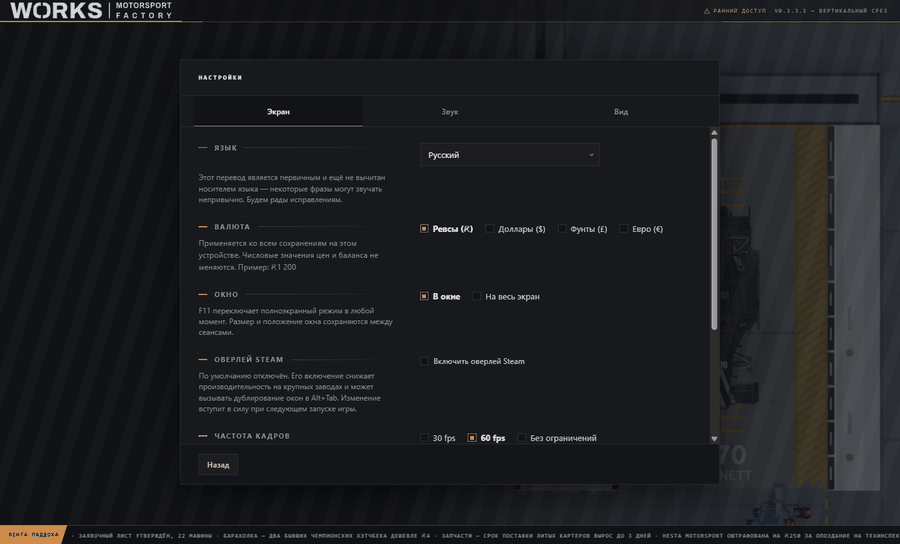 WORKS MOTORSPORT FACTORY
РАННИЙ ДОСТУП V0.3.3.1 — ВЕРТИКАЛЬНЫЙ СРЕЗ
НАСТРОЙКИ
Экран Звук Вид
ЯЗЫК
Русский
Этот перевод является первичным и ещё не вычитан
носителем языка — некоторые фразы могут звучать
непривычно. Будем рады исправлениям.
ВАЛЮТА
Ревсы (R) Доллары ($) Фунты (£) Евро (€)
Применяется ко всем сохранениям на этом
устройстве. Числовые значения цен и баланса не
меняются. Пример: R1 200
ОКНО
В окне На весь экран
F11 переключает полноэкранный режим в любой
момент. Размер и положение окна сохраняются между
сеансами.
ОВЕРЛЕЙ STEAM
Включить оверлей Steam
По умолчанию отключён. Его включение снижает
производительность на крупных заводах и может
вызывать дублирование окон в Alt+Tab. Изменение
вступит в силу при следующем запуске игры.
ЧАСТОТА КАДРОВ
30 fps 60 fps Без ограничений
Назад
70
NETT
ЛЕНТА ПАДДОКА
· ЗАЯВОЧНЫЙ ЛИСТ УТВЕРЖДЁН, 22 МАШИНЫ · БАРАХОЛКА — ДВА БЫВШИХ ЧЕМПИОНСКИХ ХЭТЧБЕКА ДЕШЕВЛЕ R4 · ЗАПЧАСТИ — СРОК ПОСТАВКИ ЛИТЫХ КАРТЕРОВ ВЫРОС ДО 3 ДНЕЙ · HESTA MOTORSPORT ОШТРАФОВАНА НА R250 ЗА ОПОЗДАНИЕ НА ТЕХИНСПЕК